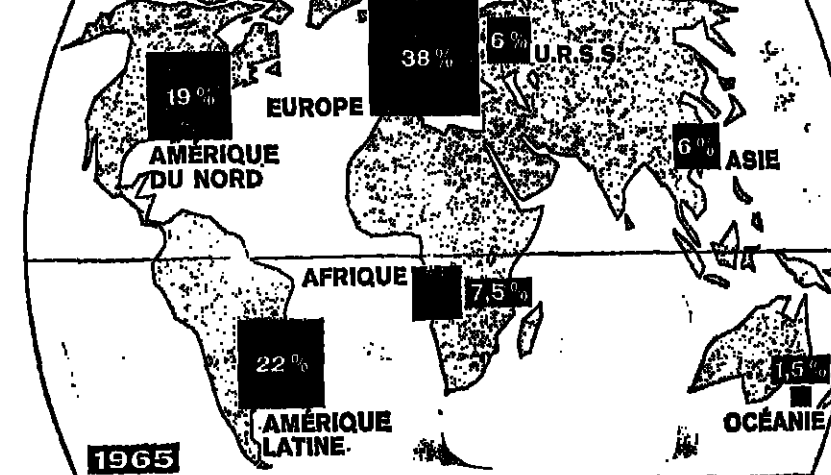 38 %
6 %
U.R.S.S.
19 %
EUROPE
AMÉRIQUE
DU NORD
6 %
ASIE
AFRIQUE
7,5 %
22 %
AMÉRIQUE
LATINE.
1,5 %
OCÉANIE
1965